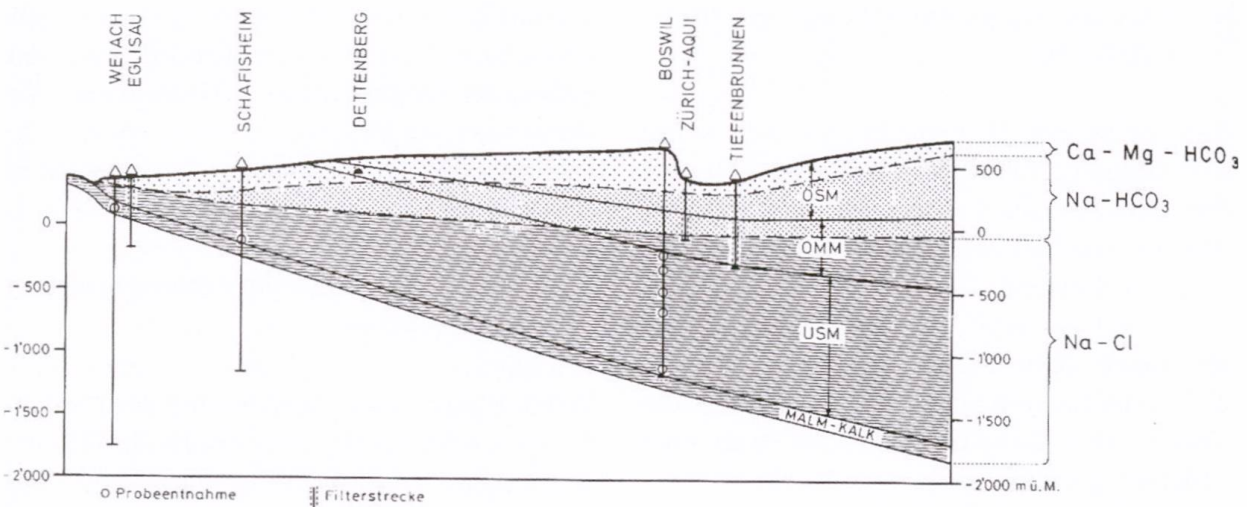 WEIACH
EGLISAU
SCHAFISHEIM
DETTENBERG
BOSWIL
ZÜRICH-AQUI
TIEFENBRUNNEN
Ca - Mg - HCO₃
Na-HCO₃
Na-Cl
500
0
- 500
-1'000
-1'500
-2'000 m ü.M.
0
- 500
-1'000
-1'500
-2'000
OSM
OMM
USM
MALM-KALK
o Probeentnahme
Filterstrecke